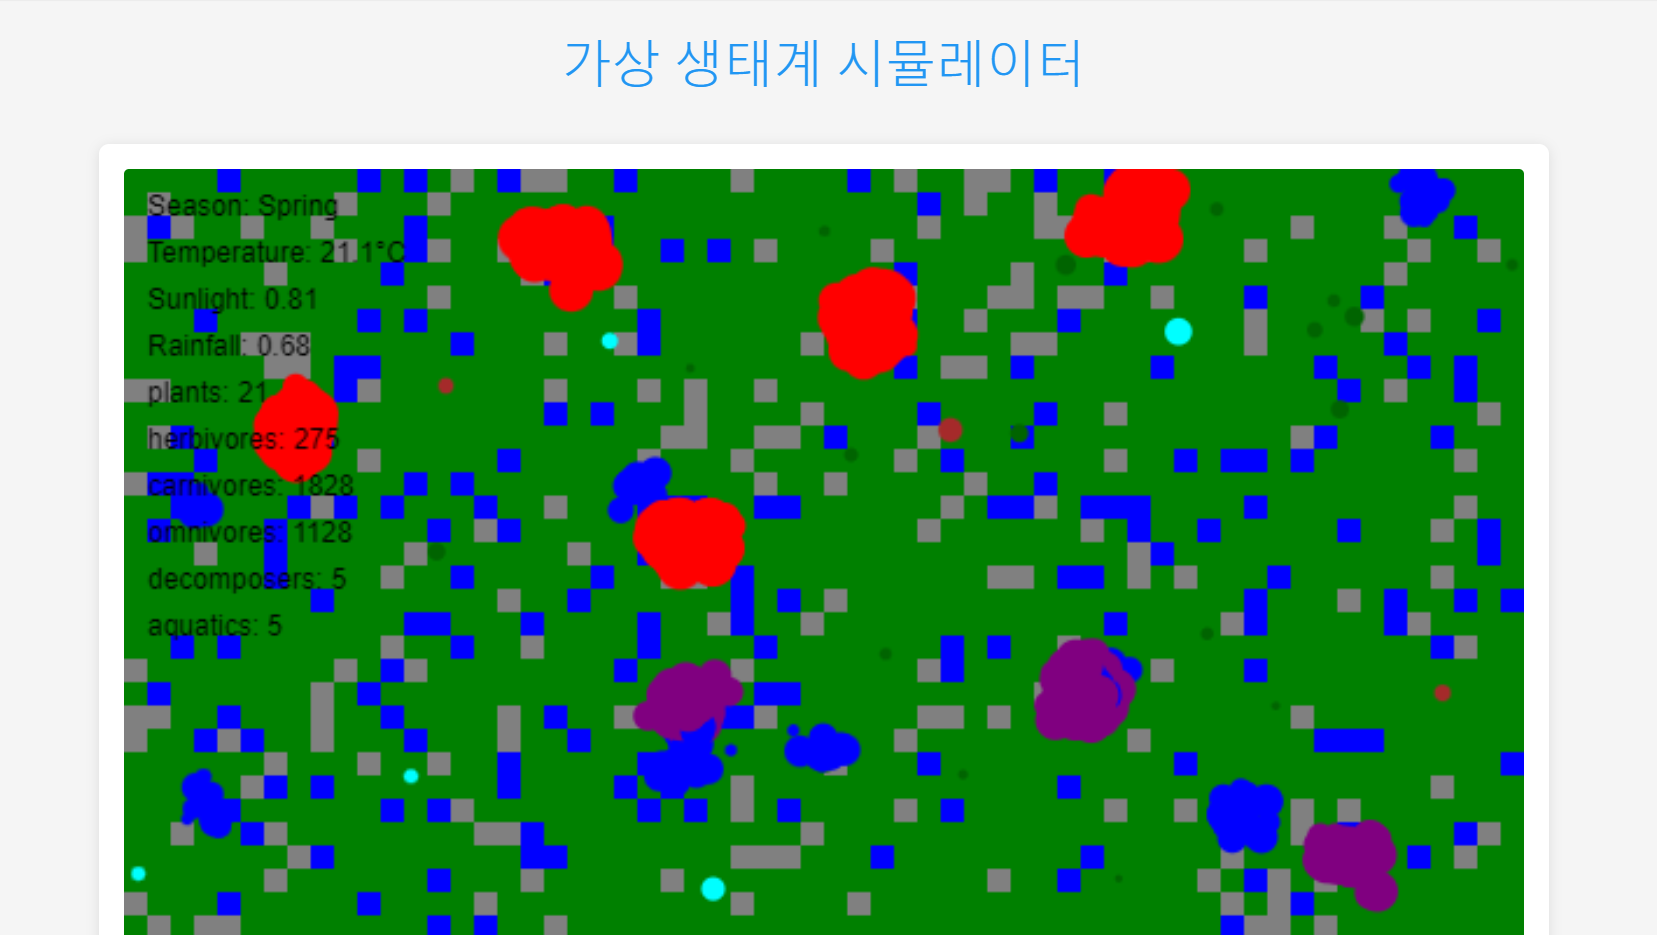 가상 생태계 시뮬레이터
Season: Spring
Temperature: 21.1°C
Sunlight: 0.81
Rainfall: 0.68
plants: 21
herbivores: 275
carnivores: 1828
omnivores: 1128
decomposers: 5
aquatics: 5